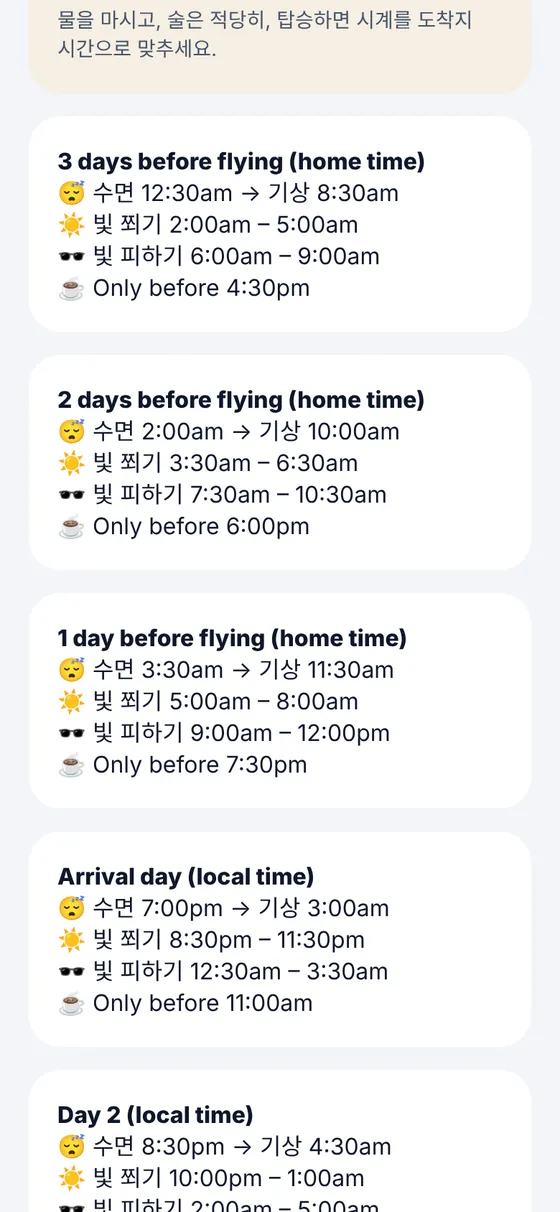 물을 마시고, 술은 적당히, 탑승하면 시계를 도착지
시간으로 맞추세요.
3 days before flying (home time)
😴 수면 12:30am → 기상 8:30am
☀️ 빛 쬐기 2:00am – 5:00am
🕶️ 빛 피하기 6:00am – 9:00am
☕ Only before 4:30pm
2 days before flying (home time)
😴 수면 2:00am → 기상 10:00am
☀️ 빛 쬐기 3:30am – 6:30am
🕶️ 빛 피하기 7:30am – 10:30am
☕ Only before 6:00pm
1 day before flying (home time)
😴 수면 3:30am → 기상 11:30am
☀️ 빛 쬐기 5:00am – 8:00am
🕶️ 빛 피하기 9:00am – 12:00pm
☕ Only before 7:30pm
Arrival day (local time)
😴 수면 7:00pm → 기상 3:00am
☀️ 빛 쬐기 8:30pm – 11:30pm
🕶️ 빛 피하기 12:30am – 3:30am
☕ Only before 11:00am
Day 2 (local time)
😴 수면 8:30pm → 기상 4:30am
☀️ 빛 쬐기 10:00pm – 1:00am
🕶️ 빛 피하기 2:00am – 5:00am